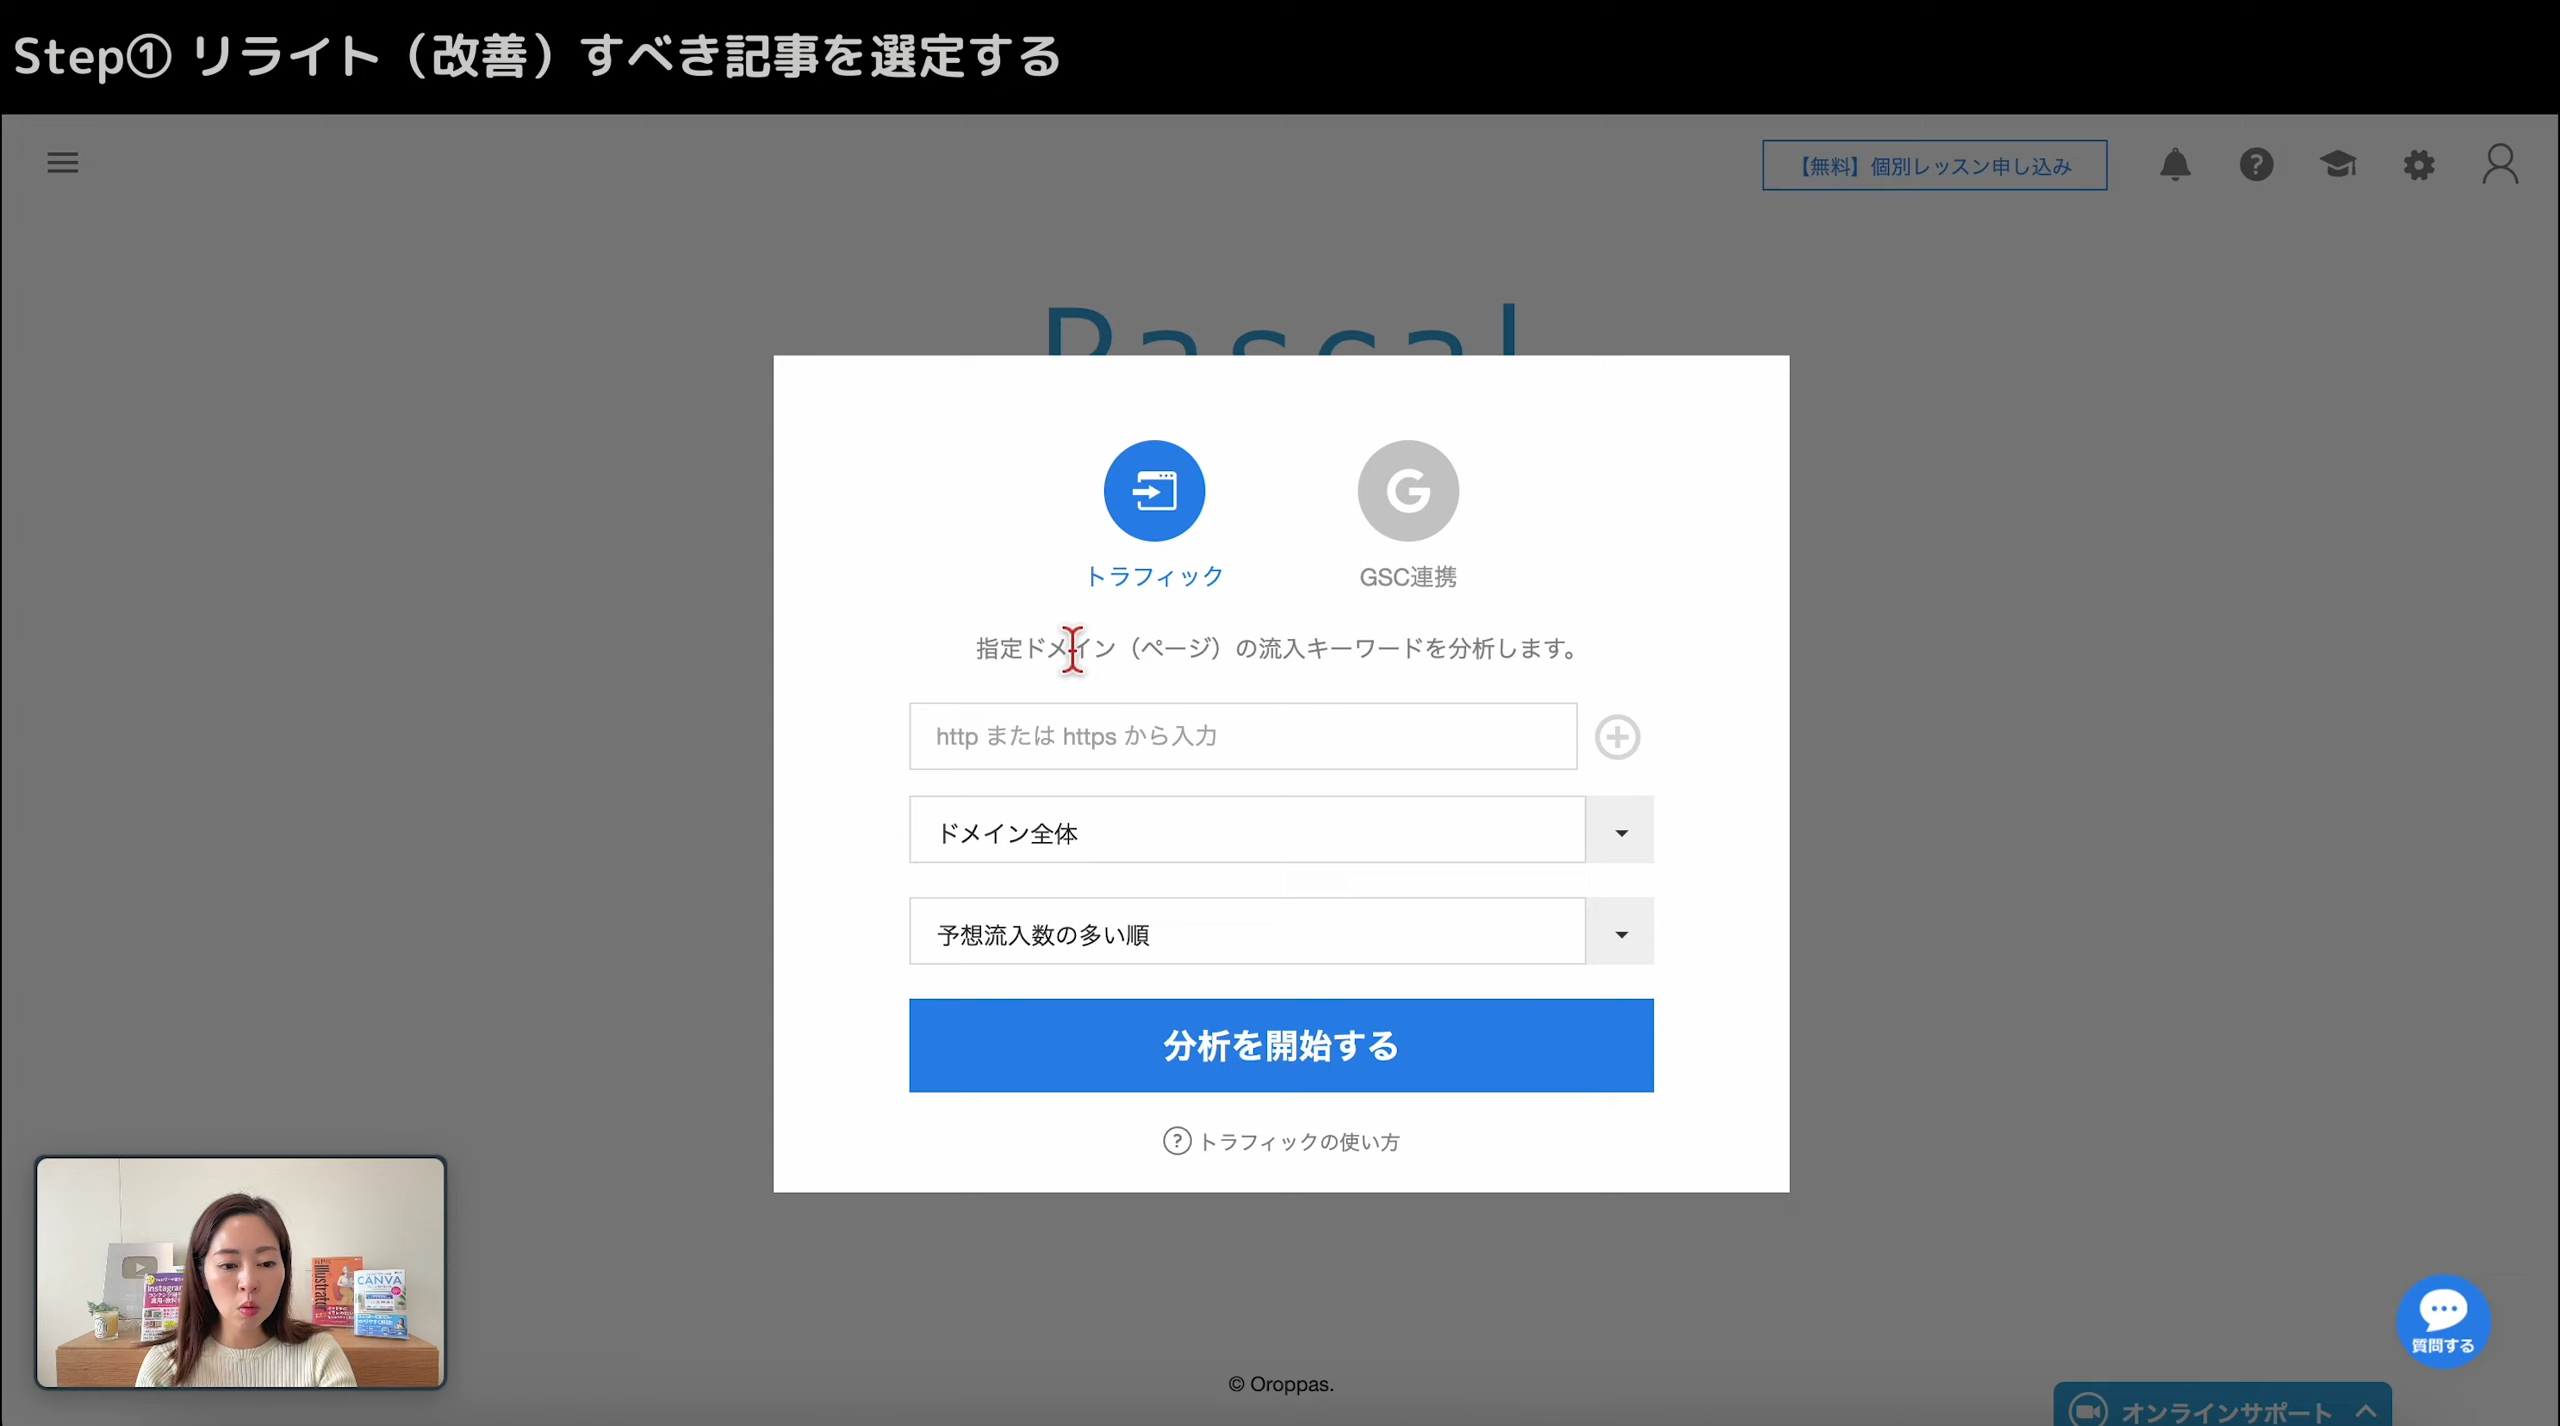 Step① リライト（改善）すべき記事を選定する
【無料】個別レッスン申し込み
Pascal
トラフィック
GSC連携
指定ドメイン（ページ）の流入キーワードを分析します。
http または https から入力
ドメイン全体
予想流入数の多い順
分析を開始する
? トラフィックの使い方
Illustrator
CANVA
質問する
© Oroppas.
オンラインサポート